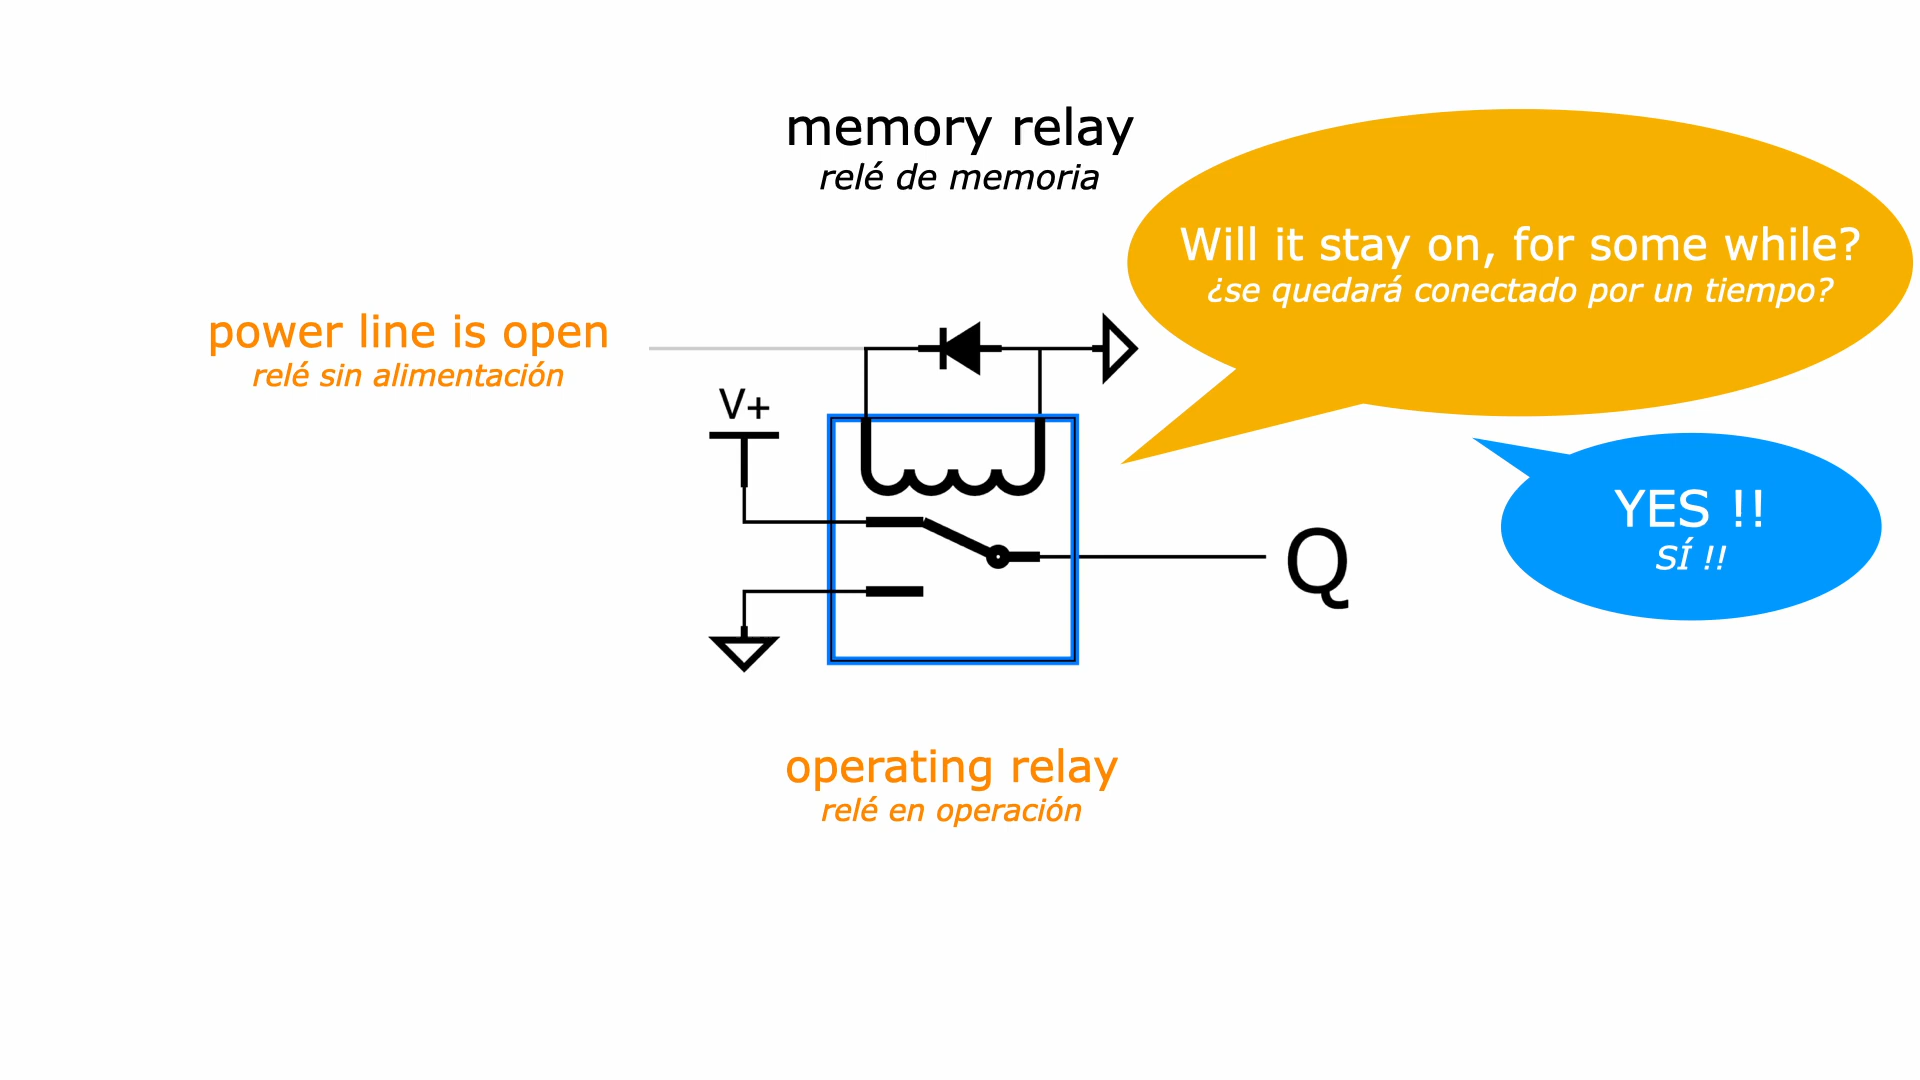 memory relay
relé de memoria
Will it stay on, for some while?
¿se quedará conectado por un tiempo?
power line is open
relé sin alimentación
V+
YES !!
SÍ !!
Q
operating relay
relé en operación